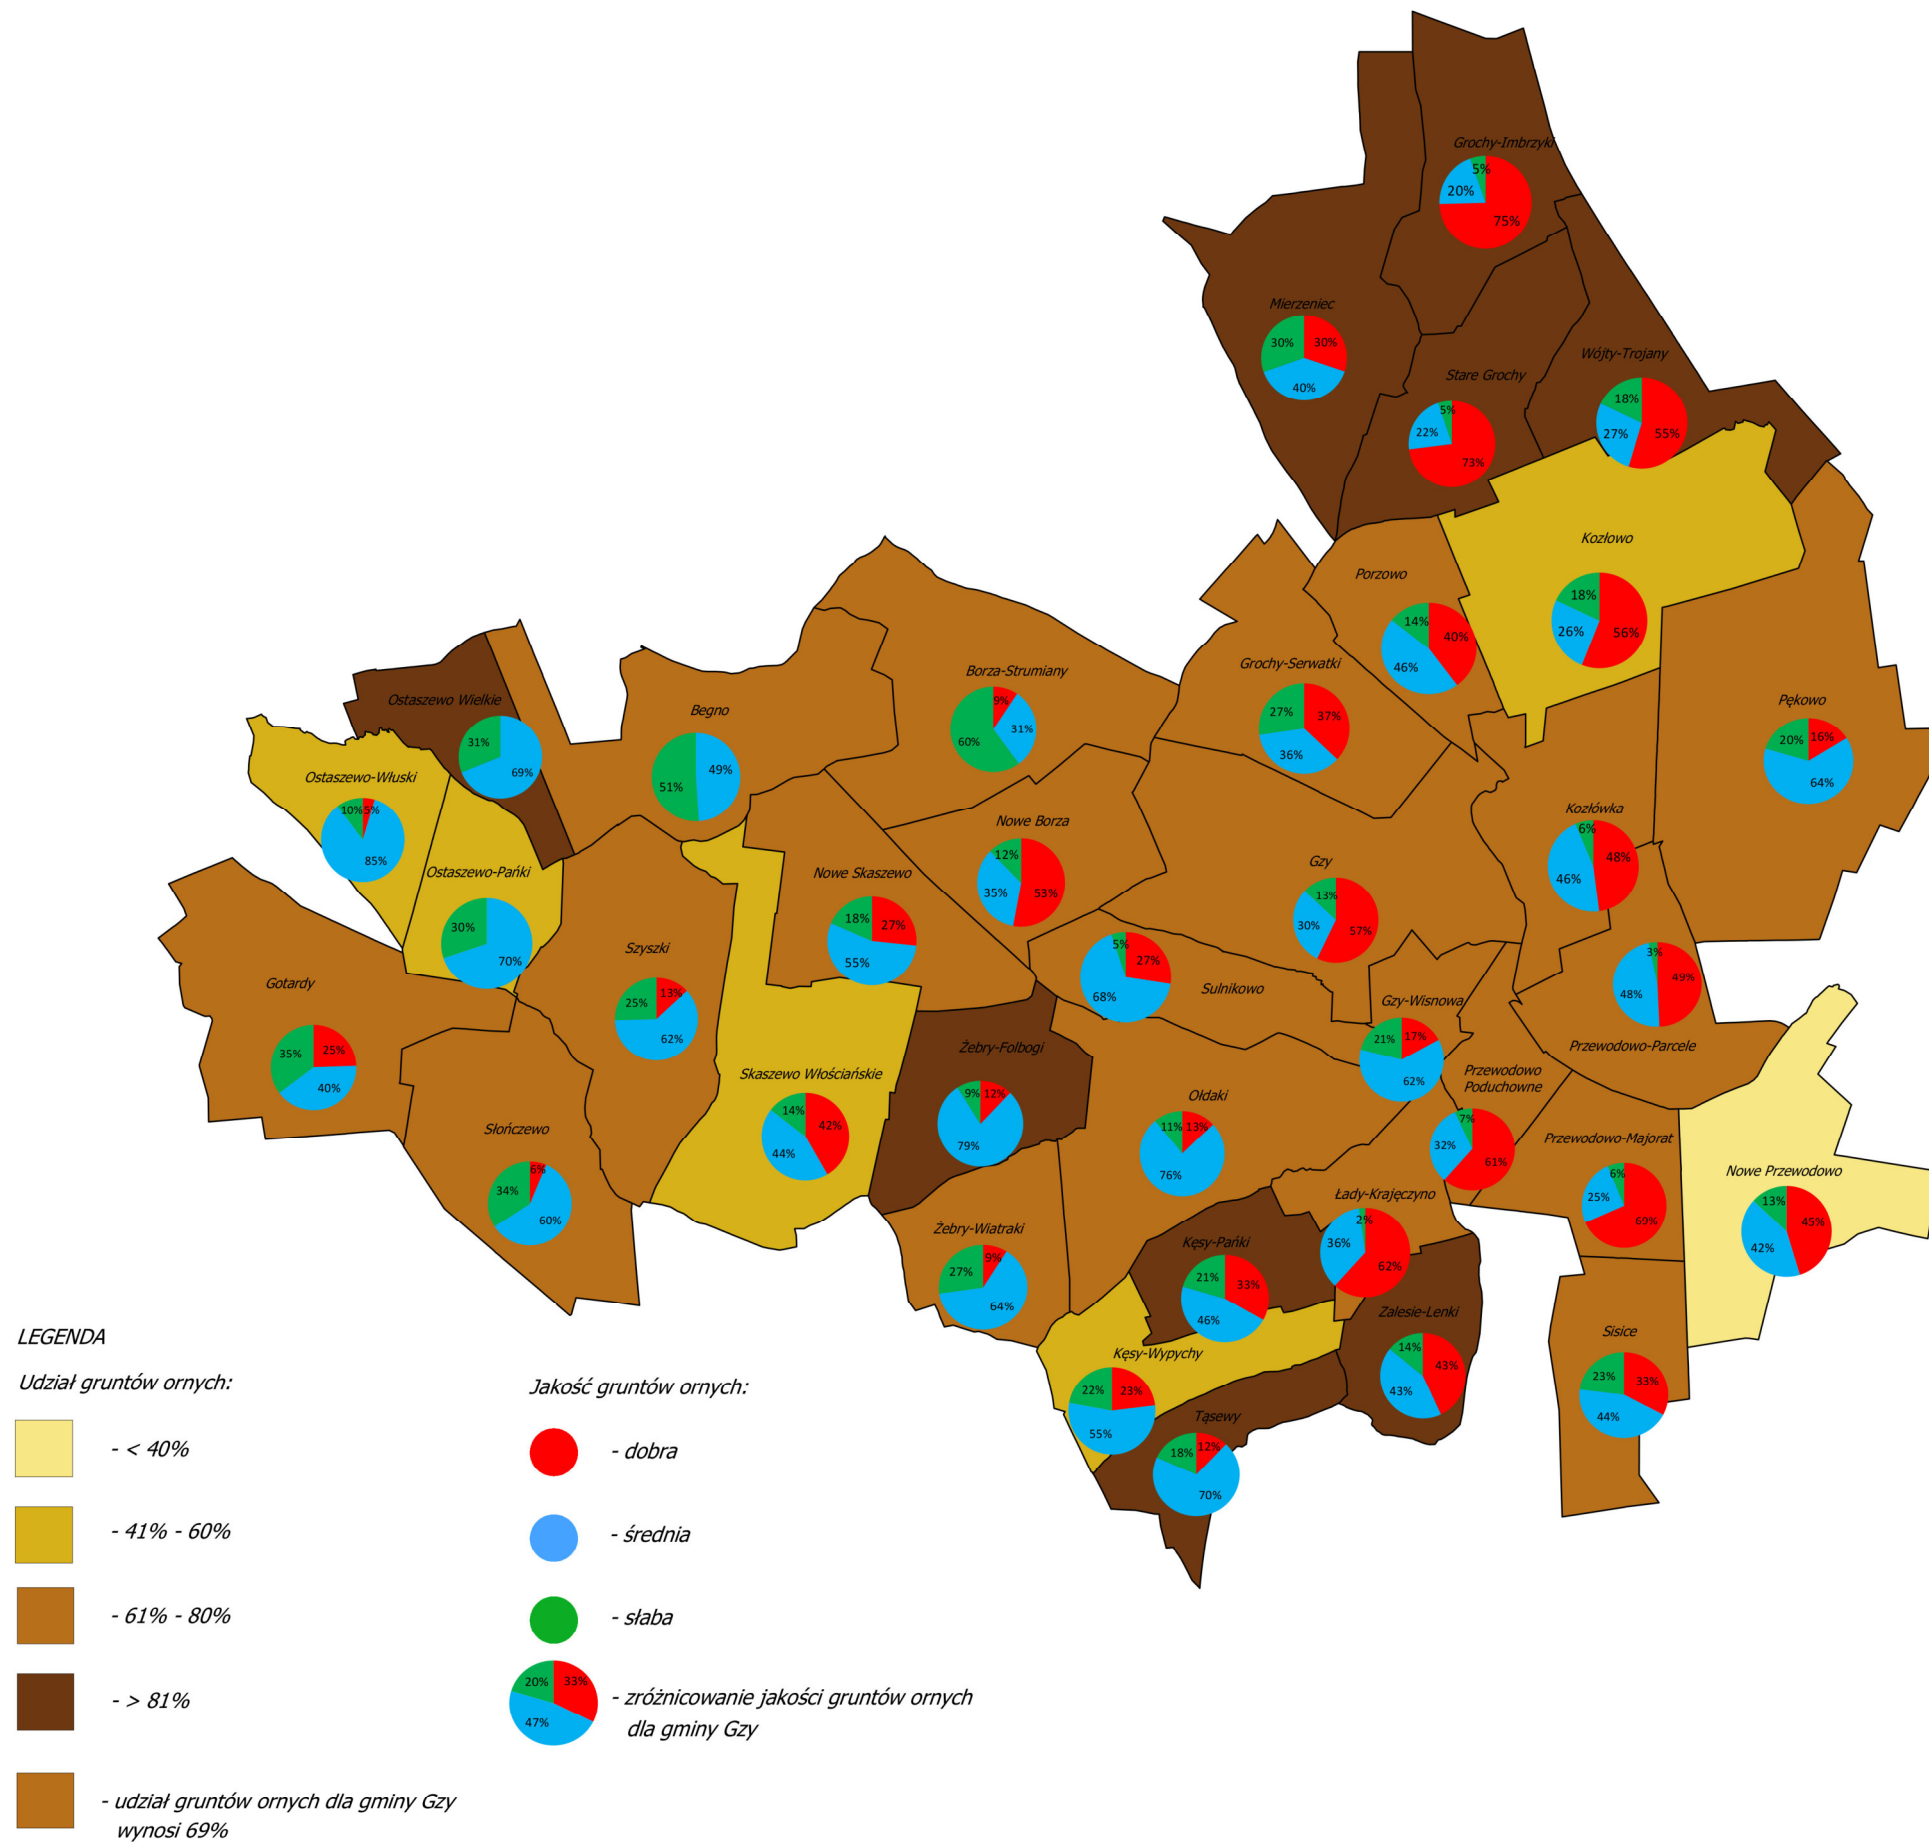 Grochy-Imbrzyki
5%
20%
75%
Mierzeniec
30%
30%
40%
Stare Grochy
5%
22%
73%
Wójty-Trojany
18%
27%
55%
Kozłowo
18%
26%
56%
Porzowo
14%
40%
46%
Grochy-Serwatki
27%
37%
36%
Pękowo
16%
20%
64%
Borza-Strumiany
9%
31%
60%
Ostaszewo Wielkie
31%
69%
Begno
49%
51%
Ostaszewo-Włuski
10%
5%
85%
Ostaszewo-Pańki
30%
70%
Nowe Borza
12%
35%
53%
Kozłówka
6%
48%
46%
Gzy
13%
30%
57%
Nowe Skaszewo
18%
27%
55%
Szyszki
13%
25%
62%
Gotardy
35%
25%
40%
5%
27%
68%
Sulnikowo
Gzy-Wisnowa
21%
17%
62%
3%
49%
48%
Przewodowo-Parcele
Żebry-Folbogi
9%
12%
79%
Skaszewo Włościańskie
14%
42%
44%
Ołdaki
11%
13%
76%
Przewodowo
Poduchowne
7%
32%
61%
Słończewo
6%
34%
60%
Przewodowo-Majorat
6%
25%
69%
Nowe Przewodowo
13%
45%
42%
Łady-Krajęczyno
2%
36%
62%
Żebry-Wiatraki
9%
27%
64%
Kęsy-Pańki
21%
33%
46%
Zalesie-Lenki
14%
43%
43%
Sisice
23%
33%
44%
Kęsy-Wypychy
22%
23%
55%
Tąsewy
12%
18%
70%
LEGENDA
Udział gruntów ornych:
- < 40%
- 41% - 60%
- 61% - 80%
- > 81%
- udział gruntów ornych dla gminy Gzy
wynosi 69%
Jakość gruntów ornych:
- dobra
- średnia
- słaba
20%
33%
47%
- zróżnicowanie jakości gruntów ornych
dla gminy Gzy